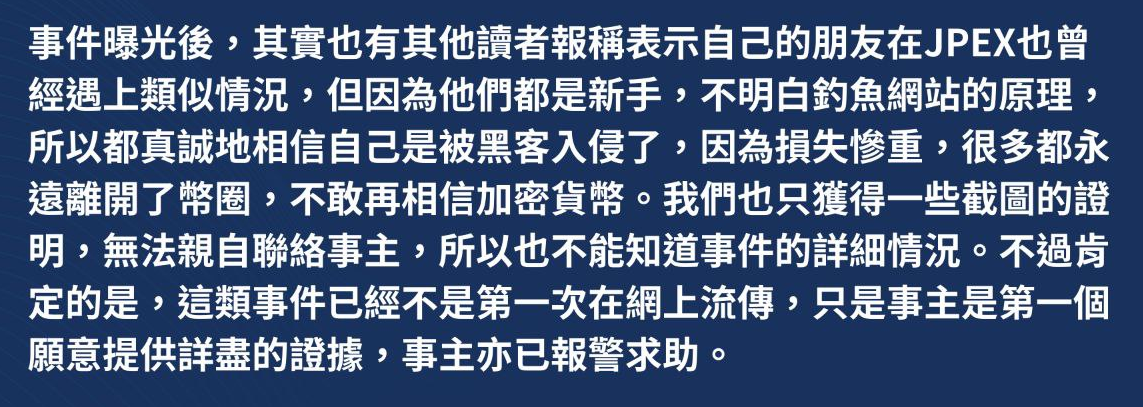 事件曝光後，其實也有其他讀者報稱表示自己的朋友在JPEX也曾
經遇上類似情況，但因為他們都是新手，不明白釣魚網站的原理，
所以都真誠地相信自己是被黑客入侵了，因為損失慘重，很多都永
遠離開了幣圈，不敢再相信加密貨幣。我們也只獲得一些截圖的證
明，無法親自聯絡事主，所以也不能知道事件的詳細情況。不過肯
定的是，這類事件已經不是第一次在網上流傳，只是事主是第一個
願意提供詳盡的證據，事主亦已報警求助。